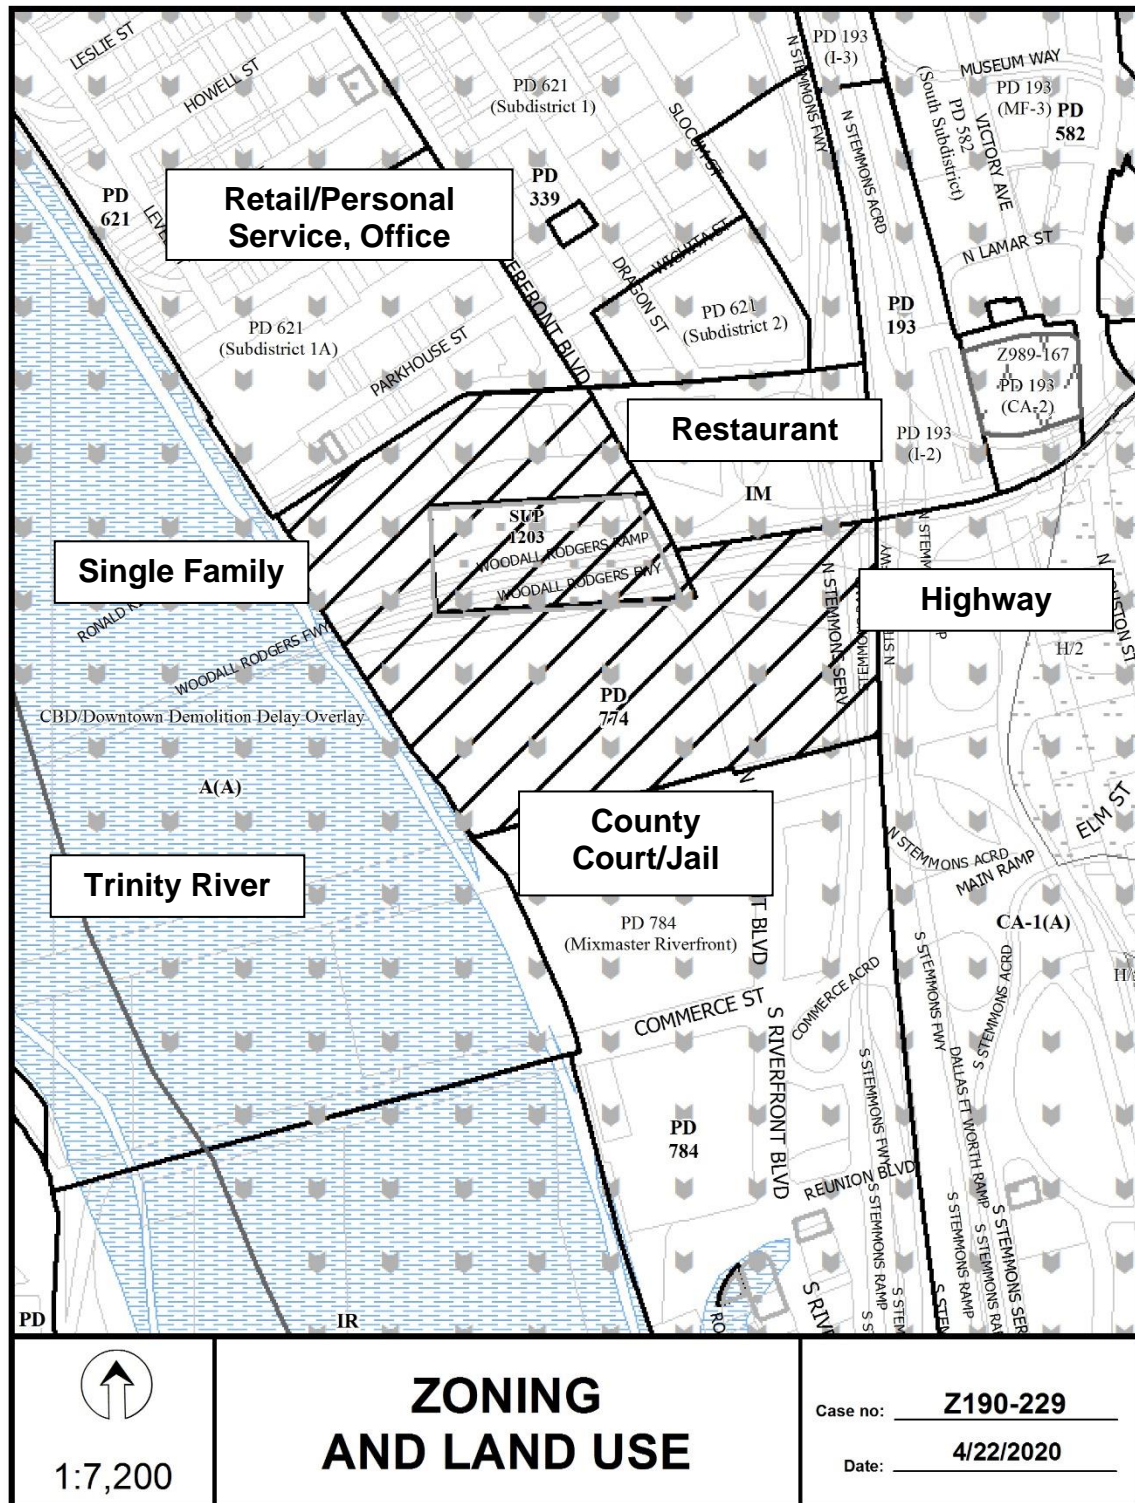 LESLIE ST
HOWELL ST
PD 621
(Subdistrict 1)
N STEMMONS FWY
PD 193
(I-3)
MUSEUM WAY
PD 193
(MF-3)
PD
582
PD 582
(South Subdistrict)
VICTORY AVE
N STEMMONS ACRD
SLOCUM ST
PD
621
Retail/Personal
Service, Office
PD
339
WICHITA ST
DRAGON ST
N LAMAR ST
PD 621
(Subdistrict 2)
PD
193
PD 621
(Subdistrict 1A)
PARKHOUSE ST
Z989-167
PD 193
(CA-2)
Restaurant
PD 193
(I-2)
IM
SUP
1203
WOODALL RODGERS RAMP
WOODALL RODGERS FWY
Single Family
Highway
N STEMMONS SERV
WOODALL RODGERS FWY
H/2
PD
774
CBD/Downtown Demolition Delay Overlay
A(A)
ELM ST
County
Court/Jail
N STEMMONS ACRD
MAIN RAMP
Trinity River
PD 784
(Mixmaster Riverfront)
CA-1(A)
BLVD
COMMERCE ST
COMMERCE ACRD
S STEMMONS FWY
S STEMMONS ACRD
S RIVERFRONT BLVD
S STEMMONS FWY
DALLAS FT WORTH RAMP
PD
784
REUNION BLVD
S STEMMONS RAMP
S STEMMONS RAMP
PD
IR
ZONING
AND LAND USE
1:7,200
Case no: Z190-229
Date: 4/22/2020